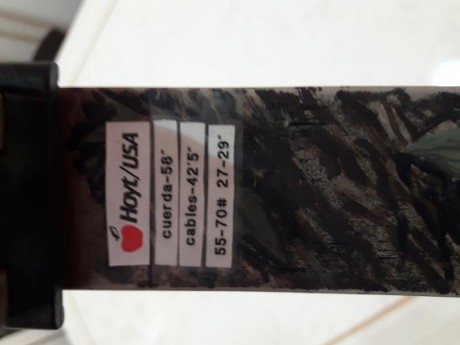 Hoyt/USA
cuerda-58"
cables-42'5"
55-70# 27-29"